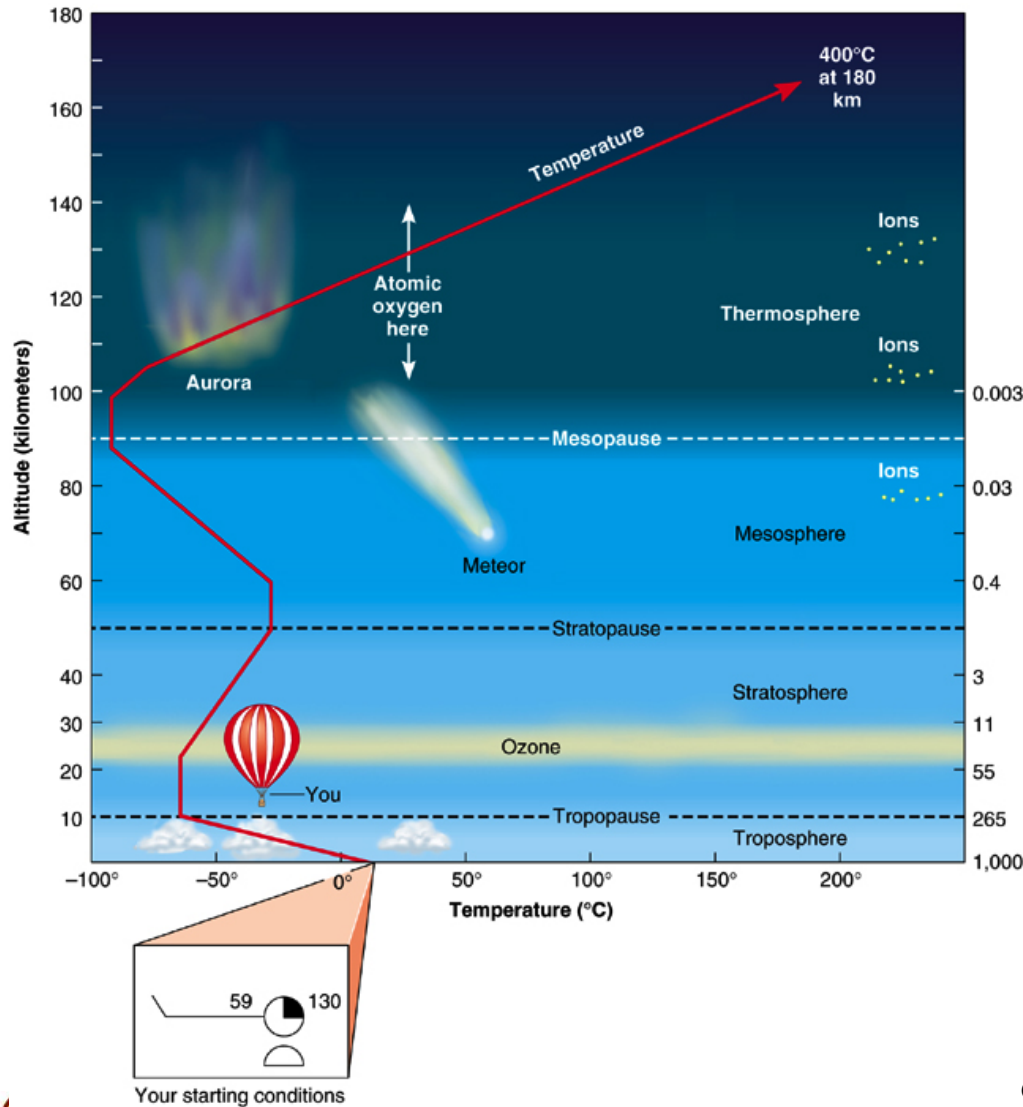 180
160
140
120
100
80
60
40
30
20
10
Altitude (kilometers)
400°C
at 180
km
Temperature
Ions
Atomic
oxygen
here
Thermosphere
Ions
Aurora
0.003
Mesopause
Ions
0.03
Mesosphere
Meteor
0.4
Stratopause
3
Stratosphere
11
Ozone
55
You
Tropopause
265
Troposphere
1,000
–100°
–50°
0°
50°
100°
150°
200°
Temperature (°C)
59
130
Your starting conditions